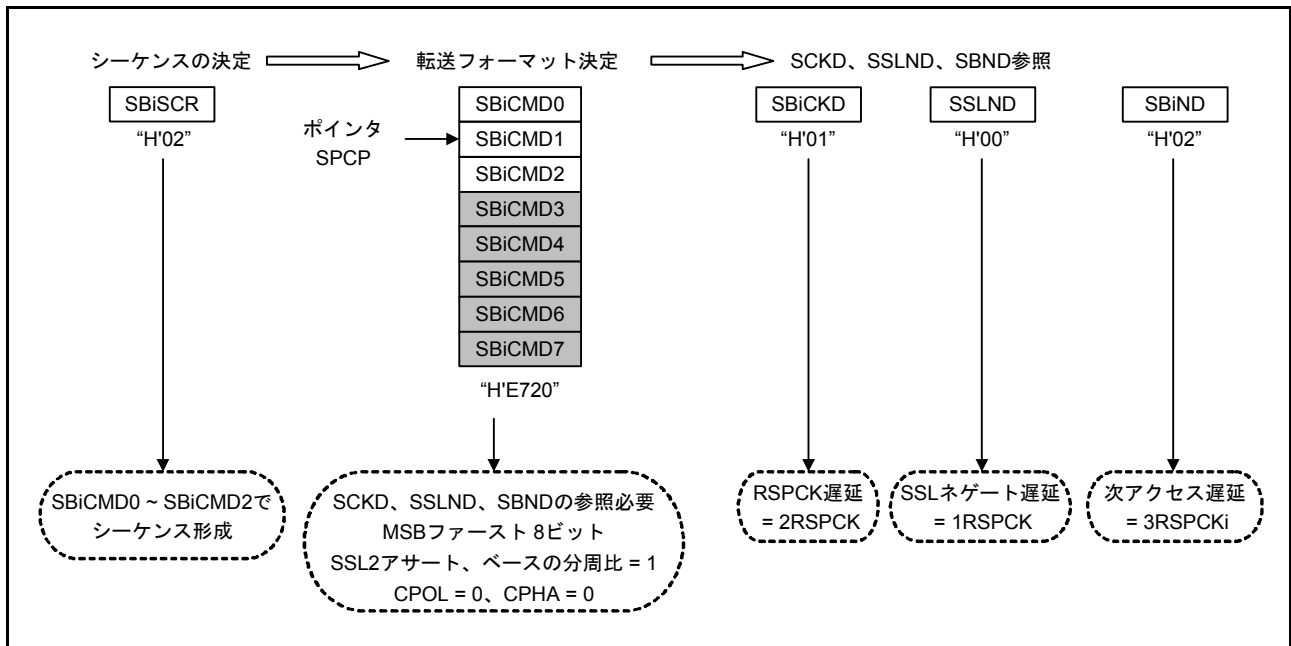 シーケンスの決定
転送フォーマット決定
SCKD、SSLND、SBND参照
SBiSCR
SBiCMD0
SBiCKD
SSLND
SBiND
“H'02”
ポインタ
SPCP
SBiCMD1
“H'01”
“H'00”
“H'02”
SBiCMD2
SBiCMD3
SBiCMD4
SBiCMD5
SBiCMD6
SBiCMD7
“H'E720”
SBiCMD0 ~ SBiCMD2で
シーケンス形成
SCKD、SSLND、SBNDの参照必要
MSBファースト 8ビット
SSL2アサート、ベースの分周比 = 1
CPOL = 0、CPHA = 0
RSPCK遅延
= 2RSPCK
SSLネゲート遅延
= 1RSPCK
次アクセス遅延
= 3RSPCKi